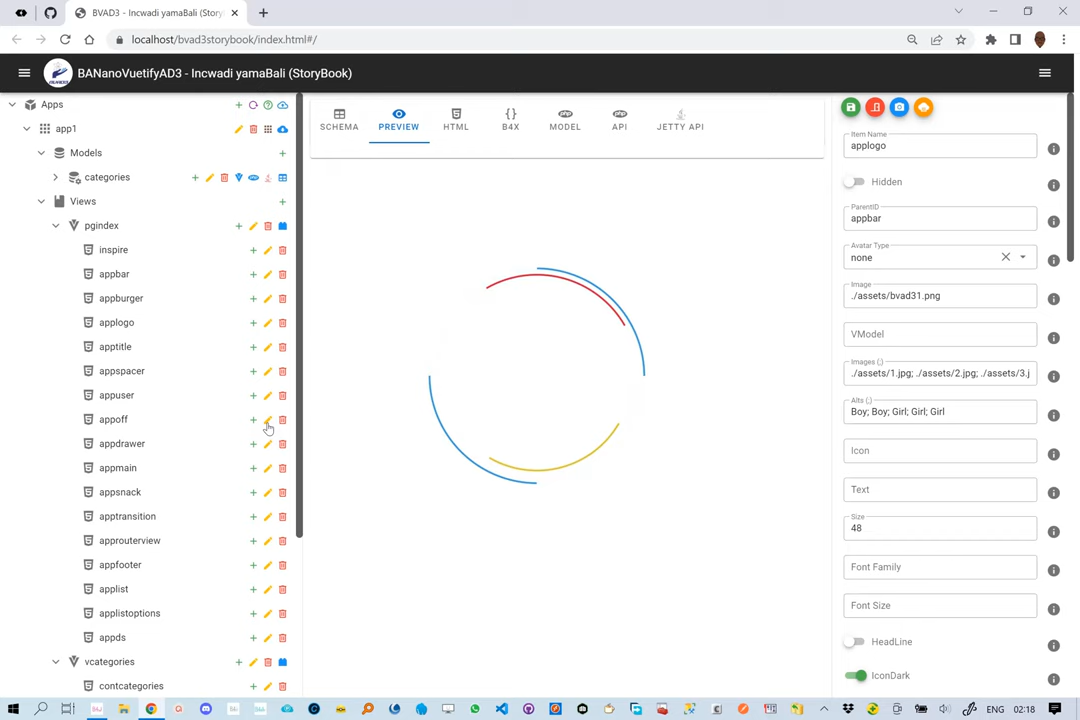 BVAD3 - Incwadi yamaBali (Story
localhost/bvad3storybook/index.html#/
BANanoVuetifyAD3 - Incwadi yamaBali (StoryBook)
Apps
app1
Models
categories
Views
pgindex
inspire
appbar
appburger
applogo
apptitle
appspacer
appuser
appoff
appdrawer
appmain
appsnack
apptransition
approuterview
appfooter
applist
applistoptions
appds
vcategories
contcategories
SCHEMA
PREVIEW
HTML
B4X
MODEL
API
JETTY API
Item Name
applogo
Hidden
ParentID
appbar
Avatar Type
none
Image
./assets/bvad31.png
VModel
Images (;)
./assets/1.jpg; ./assets/2.jpg; ./assets/3.j
Alts (;)
Boy; Boy; Girl; Girl; Girl
Icon
Text
Size
48
Font Family
Font Size
HeadLine
IconDark
ENG
02:18